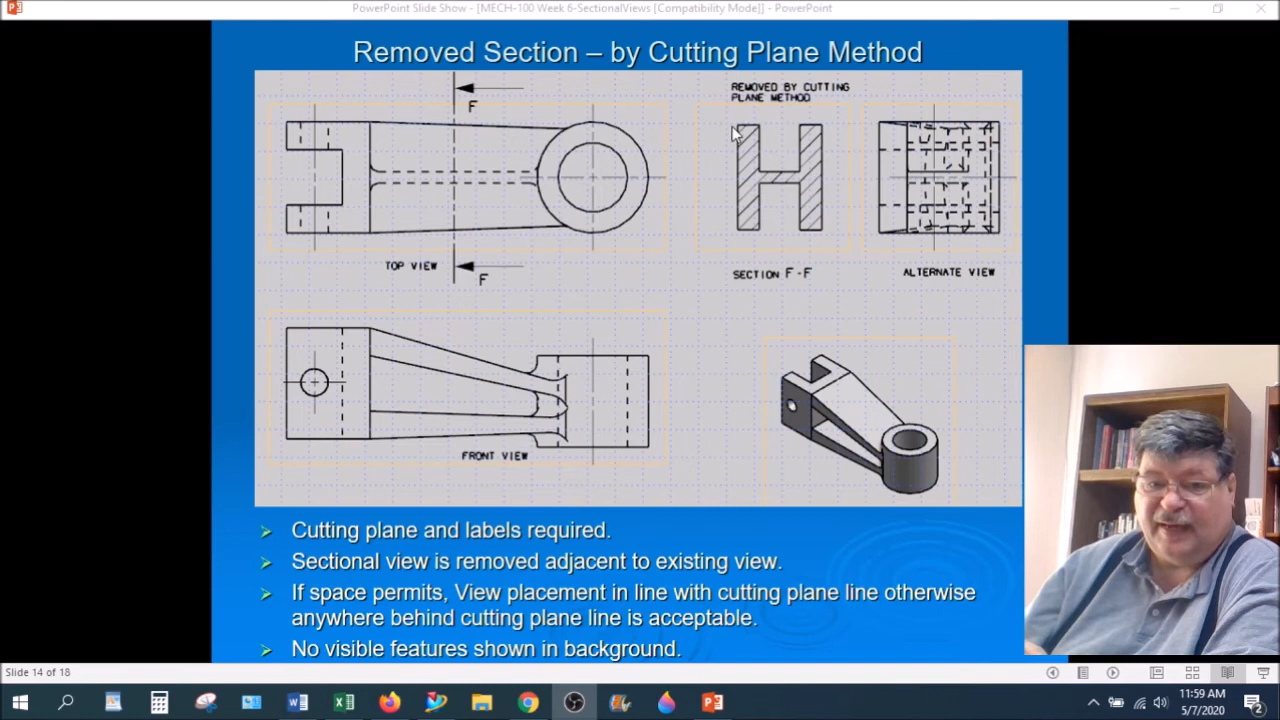 PowerPoint Slide Show - [MECH-100 Week 6-SectionalViews [Compatibility Mode]] - PowerPoint
Removed Section – by Cutting Plane Method
F
REMOVED BY CUTTING
PLANE METHOD
TOP VIEW
F
SECTION F-F
ALTERNATE VIEW
FRONT VIEW
➢ Cutting plane and labels required.
➢ Sectional view is removed adjacent to existing view.
➢ If space permits, View placement in line with cutting plane line otherwise
anywhere behind cutting plane line is acceptable.
➢ No visible features shown in background.
Slide 14 of 18
11:59 AM
5/7/2020
2